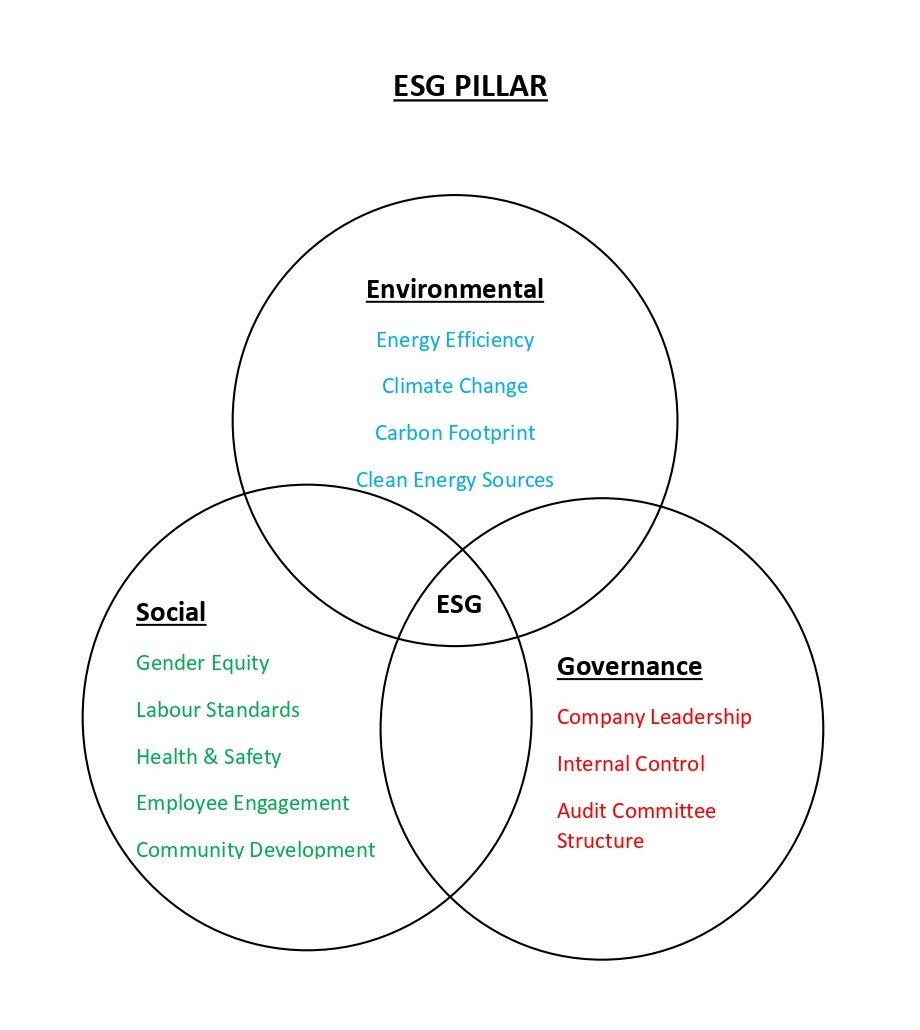 ESG PILLAR
Environmental
Energy Efficiency
Climate Change
Carbon Footprint
Clean Energy Sources
ESG
Social
Gender Equity
Labour Standards
Health & Safety
Employee Engagement
Community Development
Governance
Company Leadership
Internal Control
Audit Committee
Structure